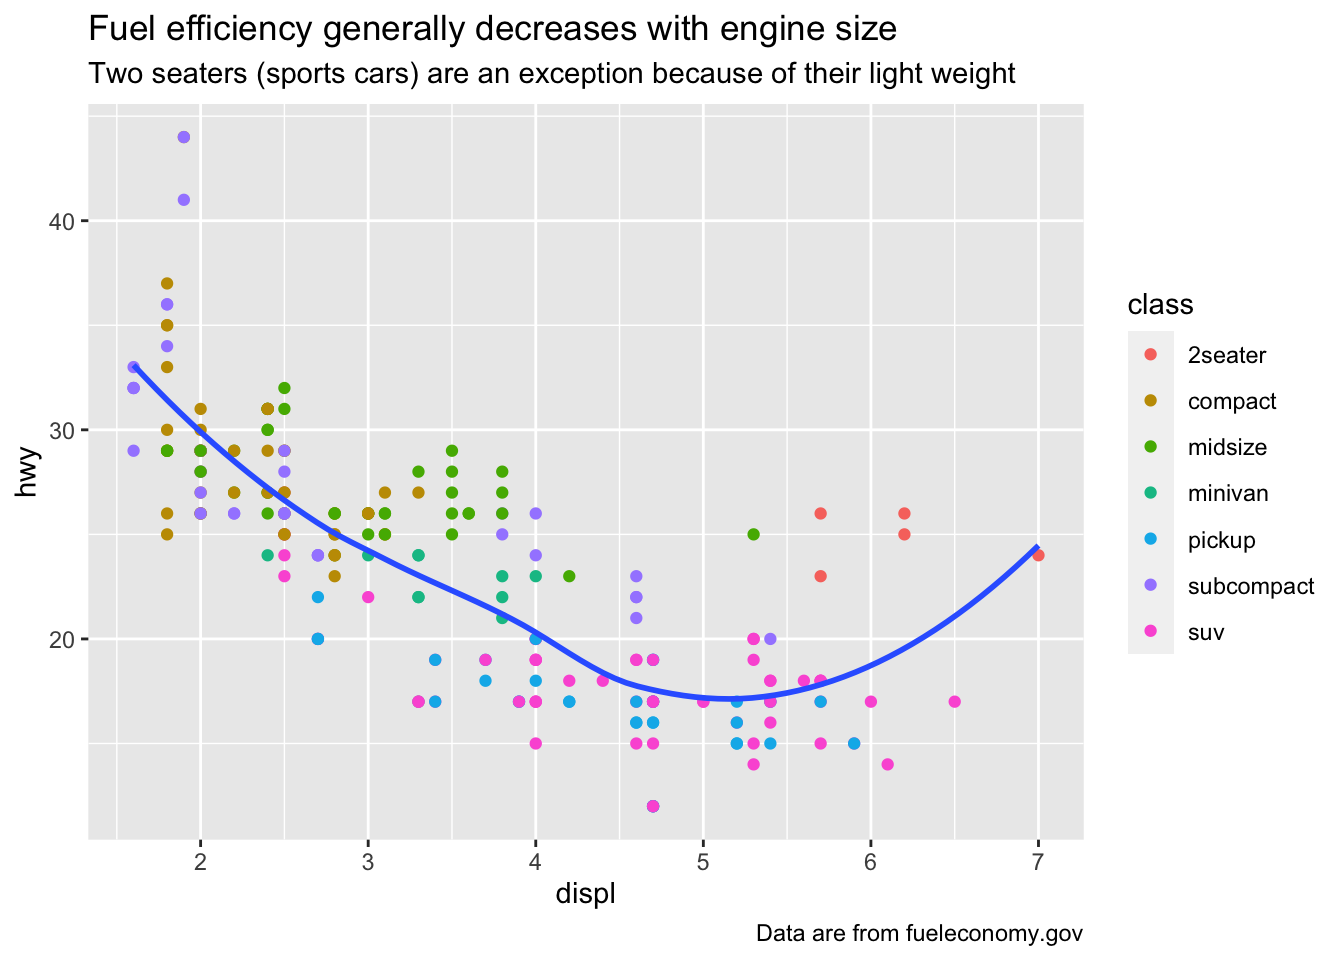 Fuel efficiency generally decreases with engine size
Two seaters (sports cars) are an exception because of their light weight
40
30
20
hwy
2 3 4 5 6 7
displ
class
2seater
compact
midsize
minivan
pickup
subcompact
suv
Data are from fueleconomy.gov